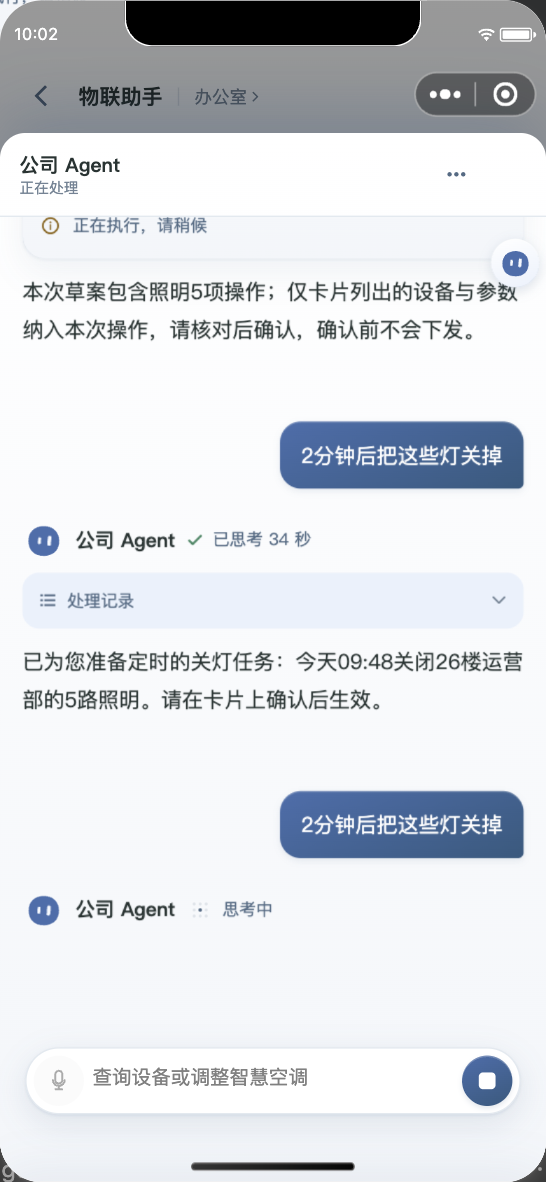 10:02
物联助手
办公室
公司 Agent
正在处理
正在执行，请稍候
本次草案包含照明5项操作；仅卡片列出的设备与参数
纳入本次操作，请核对后确认，确认前不会下发。
2分钟后把这些灯关掉
公司 Agent
已思考 34 秒
处理记录
已为您准备定时的关灯任务：今天09:48关闭26楼运营
部的5路照明。请在卡片上确认后生效。
2分钟后把这些灯关掉
公司 Agent
思考中
查询设备或调整智慧空调